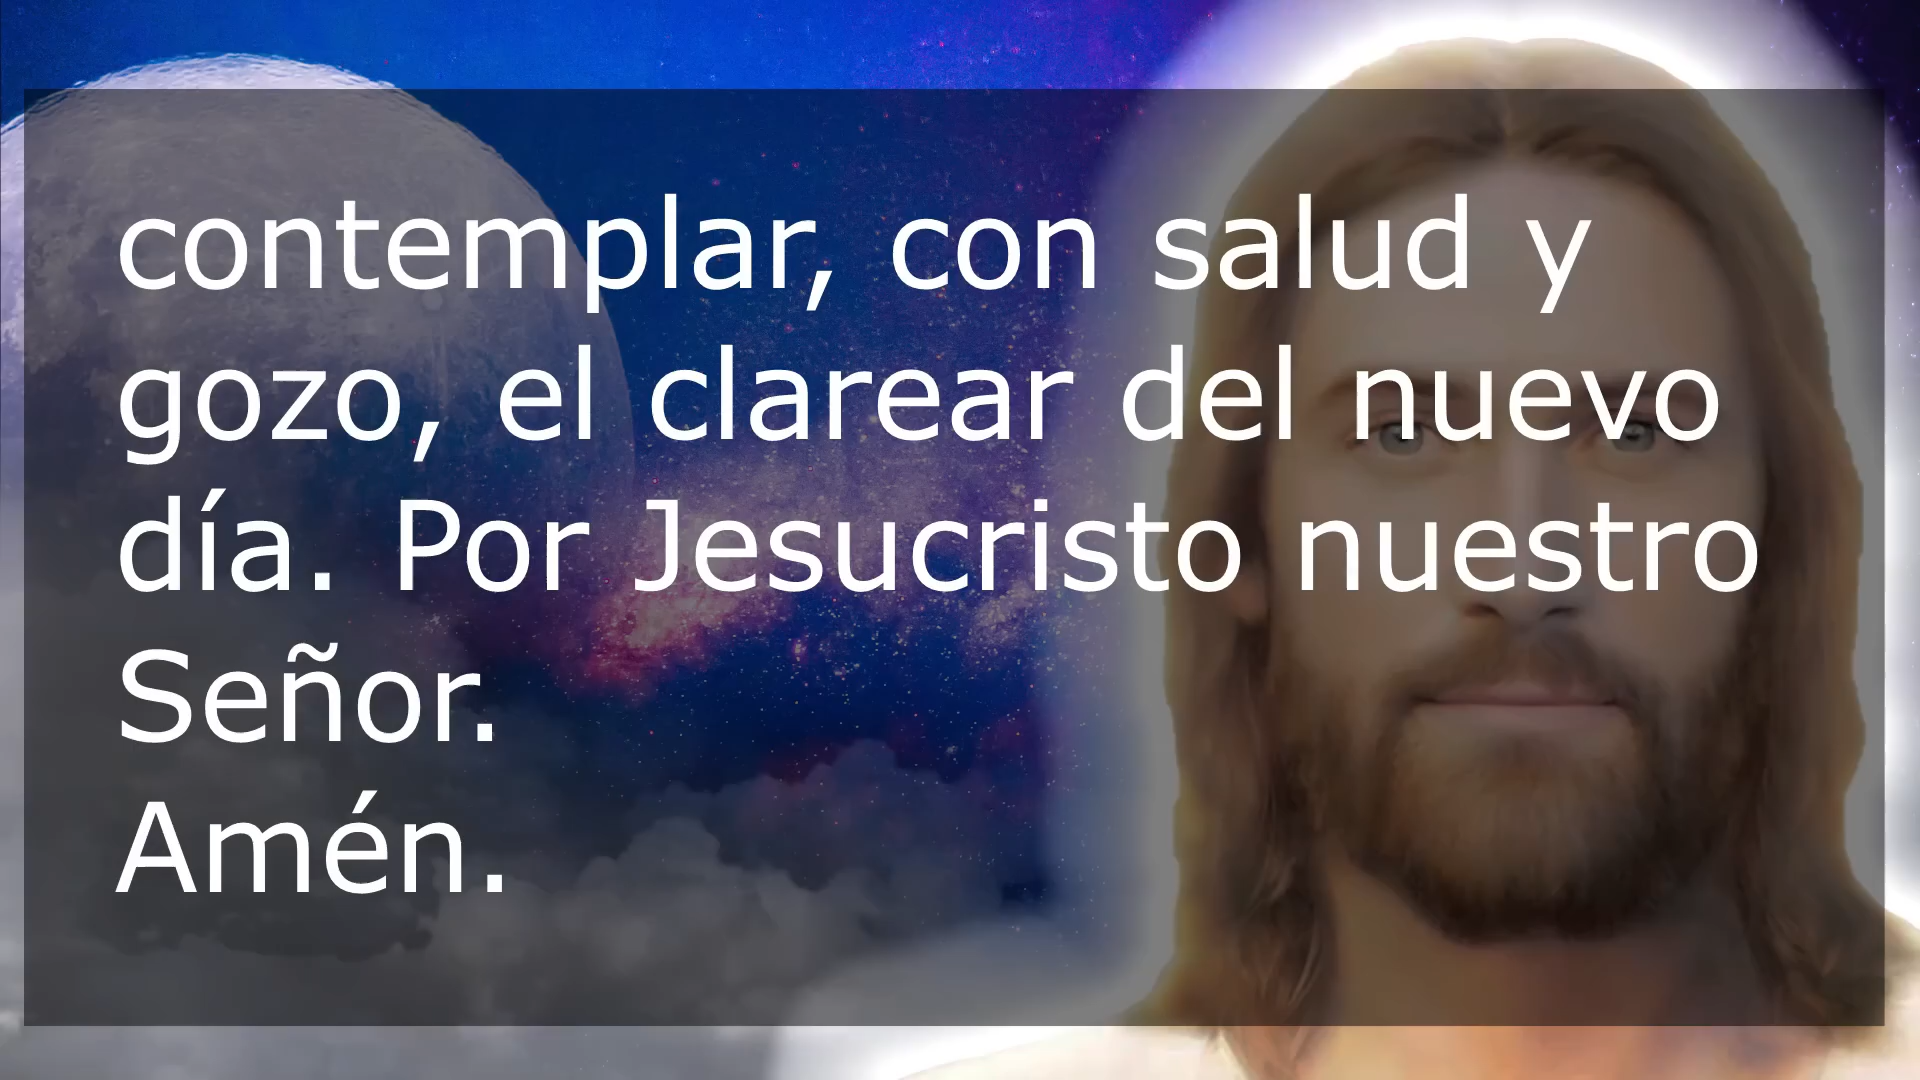 contemplar, con salud y
gozo, el clarear del nuevo
día. Por Jesucristo nuestro
Señor.
Amén.